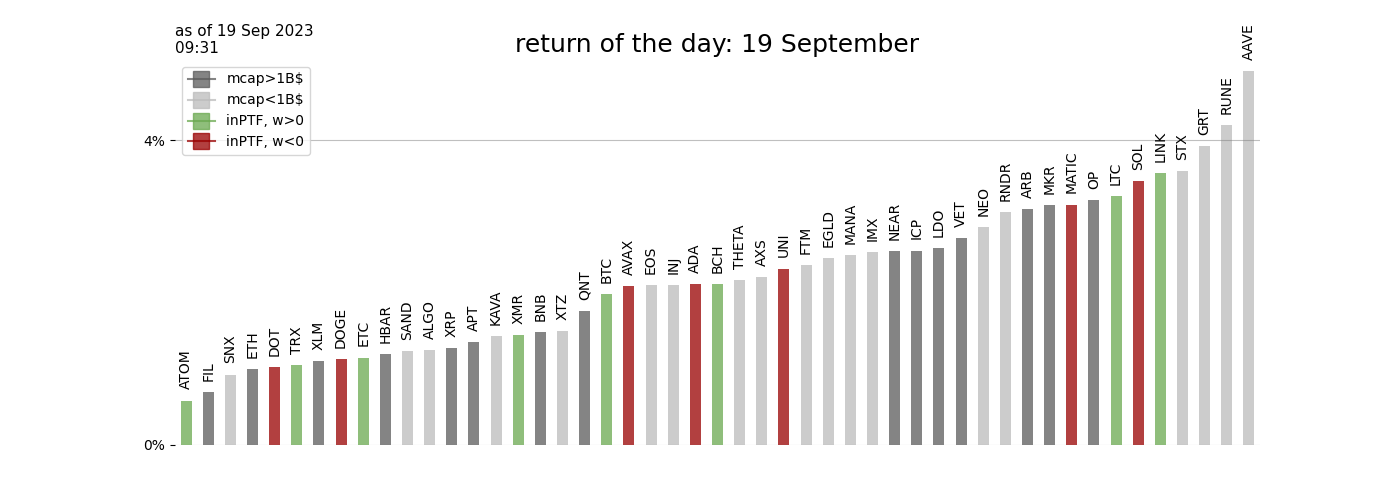 as of 19 Sep 2023
09:31
return of the day: 19 September
mcap>1B$
mcap<1B$
inPTF, w>0
inPTF, w<0
4%
0%
ATOM
FIL
SNX
ETH
DOT
TRX
XLM
DOGE
ETC
HBAR
SAND
ALGO
XRP
APT
KAVA
XMR
BNB
XTZ
QNT
BTC
AVAX
EOS
INJ
ADA
BCH
THETA
AXS
UNI
FTM
EGLD
MANA
IMX
NEAR
ICP
LDO
VET
NEO
RNDR
ARB
MKR
MATIC
OP
LTC
SOL
LINK
STX
GRT
RUNE
AAVE